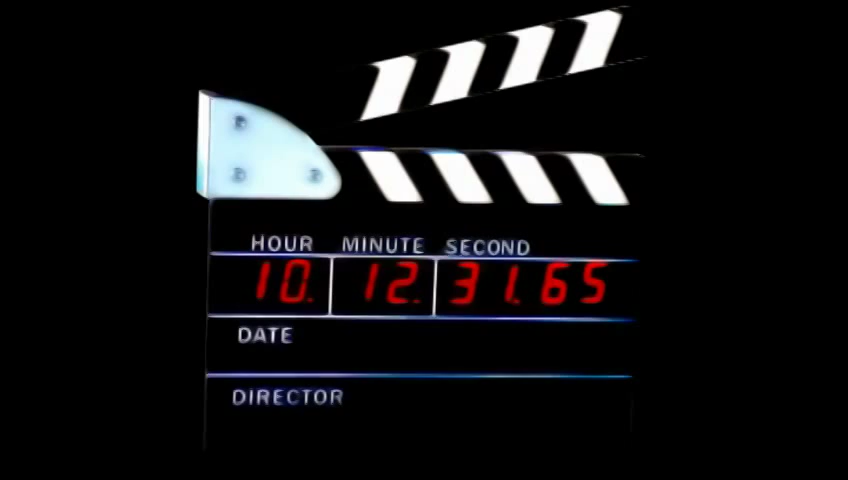 HOUR MINUTE SECOND
10. 12. 31.65
DATE
DIRECTOR